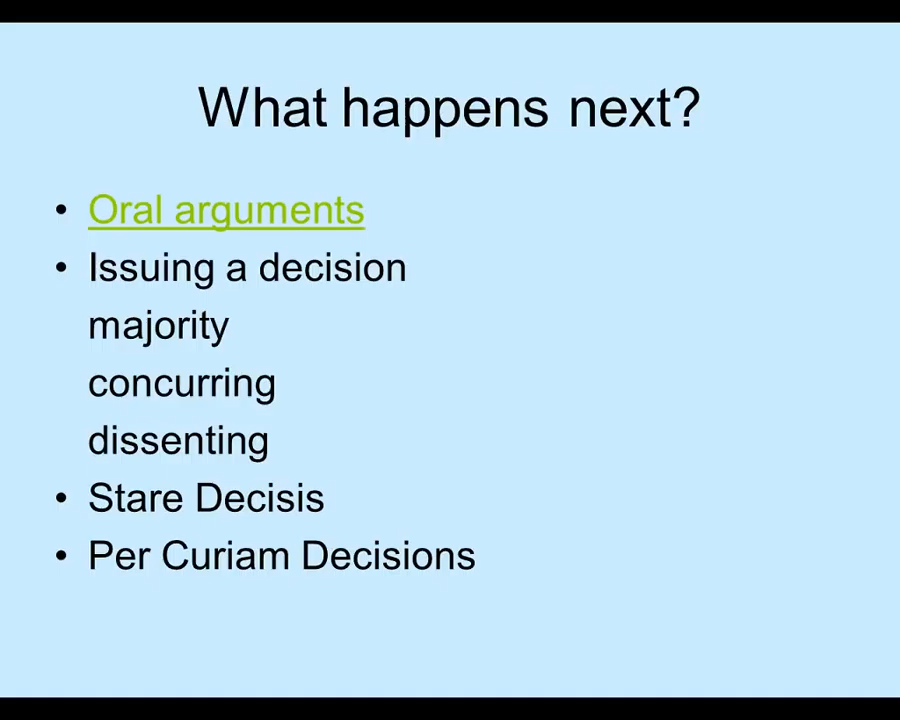 What happens next?
• Oral arguments
• Issuing a decision
majority
concurring
dissenting
• Stare Decisis
• Per Curiam Decisions